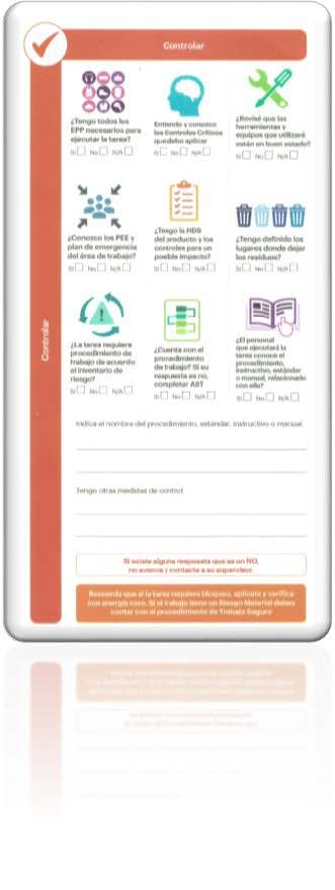 Controlar
¿Tengo todos los
EPP necesarios para
ejecutar la tarea?
Si No N/A
Entiendo y conozco
los Controles Críticos
que debo aplicar
Si No N/A
¿Revisé que las
herramientas y
equipos que utilizaré
están en buen estado?
Si No N/A
¿Conozco los PEE y
plan de emergencia
del área de trabajo?
Si No N/A
¿Tengo la HDS
del producto y los
controles para un
posible impacto?
Si No N/A
¿Tengo definido los
lugares donde dejar
los residuos?
Si No N/A
Controlar
¿La tarea requiere
procedimiento de
trabajo de acuerdo
al inventario de
riesgo?
Si No N/A
¿Cuenta con el
procedimiento
de trabajo? Si su
respuesta es no,
completar AST
Si No N/A
¿El personal
que ejecutará la
tarea conoce el
procedimiento,
instructivo, estándar
o manual, relacionado
con ella?
Si No N/A
Indica el nombre del procedimiento, estándar, instructivo o manual.
Tengo otras medidas de control
Si existe alguna respuesta que sea un NO,
no avance y contacte a su supervisor.
Recuerda que si la tarea requiere bloqueo, aplícalo y verifica
con energía cero. Si el trabajo tiene un Riesgo Material debes
contar con el procedimiento de Trabajo Seguro